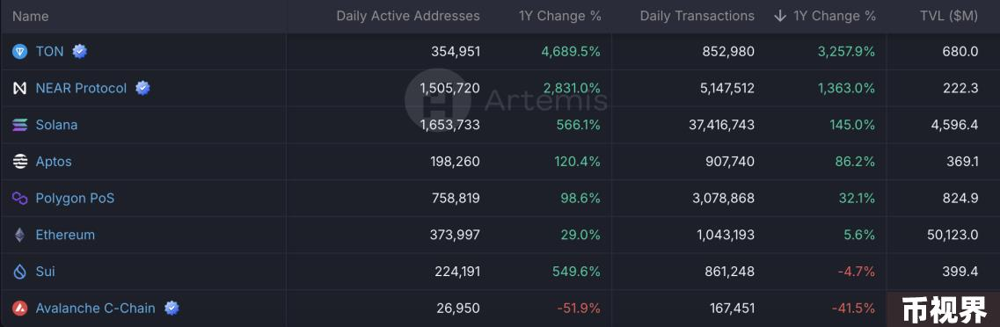 Name Daily Active Addresses 1Y Change % Daily Transactions ↓ 1Y Change % TVL ($M)
TON 354,951 4,689.5% 852,980 3,257.9% 680.0
NEAR Protocol 1,505,720 2,831.0% 5,147,512 1,363.0% 222.3
Artemis
Solana 1,653,733 566.1% 37,416,743 145.0% 4,596.4
Aptos 198,260 120.4% 907,740 86.2% 369.1
Polygon PoS 758,819 98.6% 3,078,868 32.1% 824.9
Ethereum 373,997 29.0% 1,043,193 5.6% 50,123.0
Sui 224,191 549.6% 861,248 -4.7% 399.4
Avalanche C-Chain 26,950 -51.9% 167,451 -41.5% 币视界